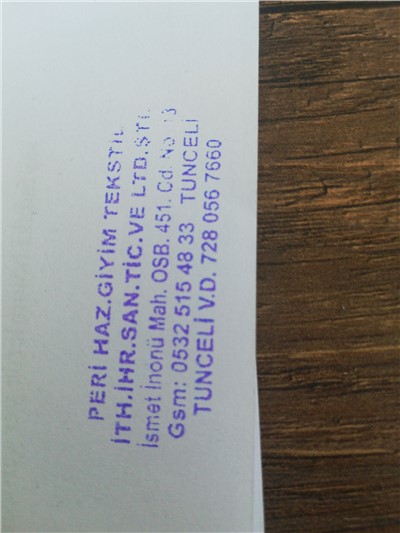 PERİ HAZ.GİYİM TEKSTİL
İTH.İHR.SAN.TİC.VE LTD.ŞTİ.
İsmet İnonü Mah. OSB. 451. Cd. No 13
Gsm: 0532 515 48 33 TUNCELİ
TUNCELİ V.D. 728 056 7660